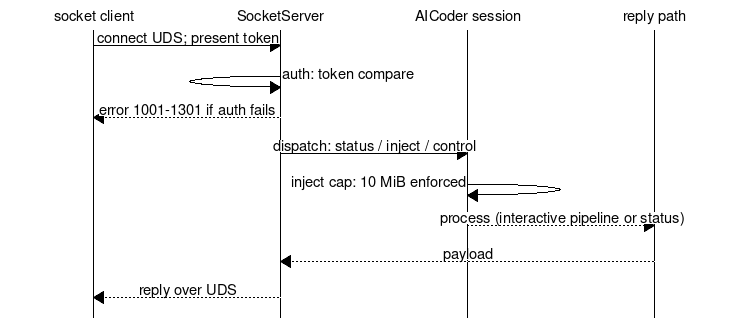 socket client SocketServer AICoder session reply path
connect UDS; present token
auth: token compare
error 1001-1301 if auth fails
dispatch: status / inject / control
inject cap: 10 MiB enforced
process (interactive pipeline or status)
payload
reply over UDS